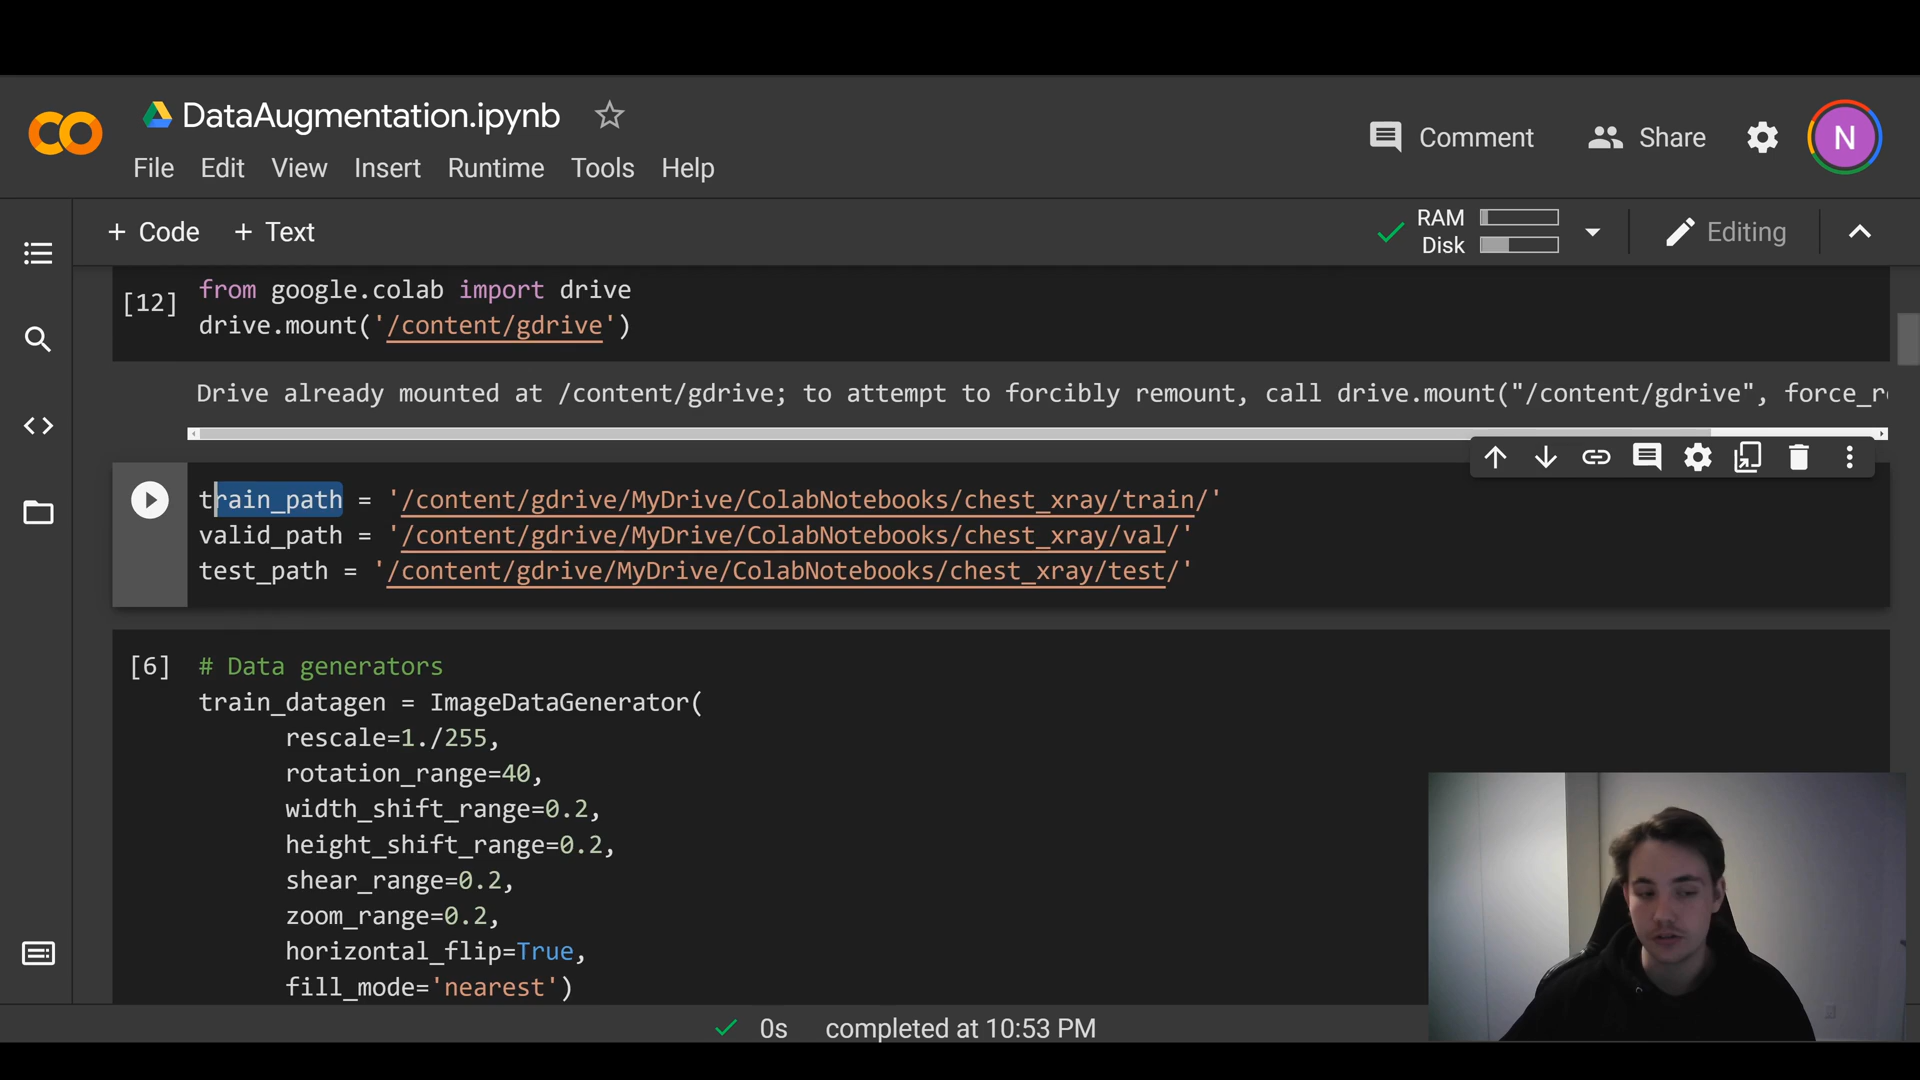 DataAugmentation.ipynb
Comment
Share
N
File Edit View Insert Runtime Tools Help
+ Code + Text
RAM
Disk
Editing
[12]
from google.colab import drive
drive.mount('/content/gdrive')
Drive already mounted at /content/gdrive; to attempt to forcibly remount, call drive.mount("/content/gdrive", force_re
train_path = '/content/gdrive/MyDrive/ColabNotebooks/chest_xray/train/'
valid_path = '/content/gdrive/MyDrive/ColabNotebooks/chest_xray/val/'
test_path = '/content/gdrive/MyDrive/ColabNotebooks/chest_xray/test/'
[6]
# Data generators
train_datagen = ImageDataGenerator(
rescale=1./255,
rotation_range=40,
width_shift_range=0.2,
height_shift_range=0.2,
shear_range=0.2,
zoom_range=0.2,
horizontal_flip=True,
fill_mode='nearest')
0s completed at 10:53 PM